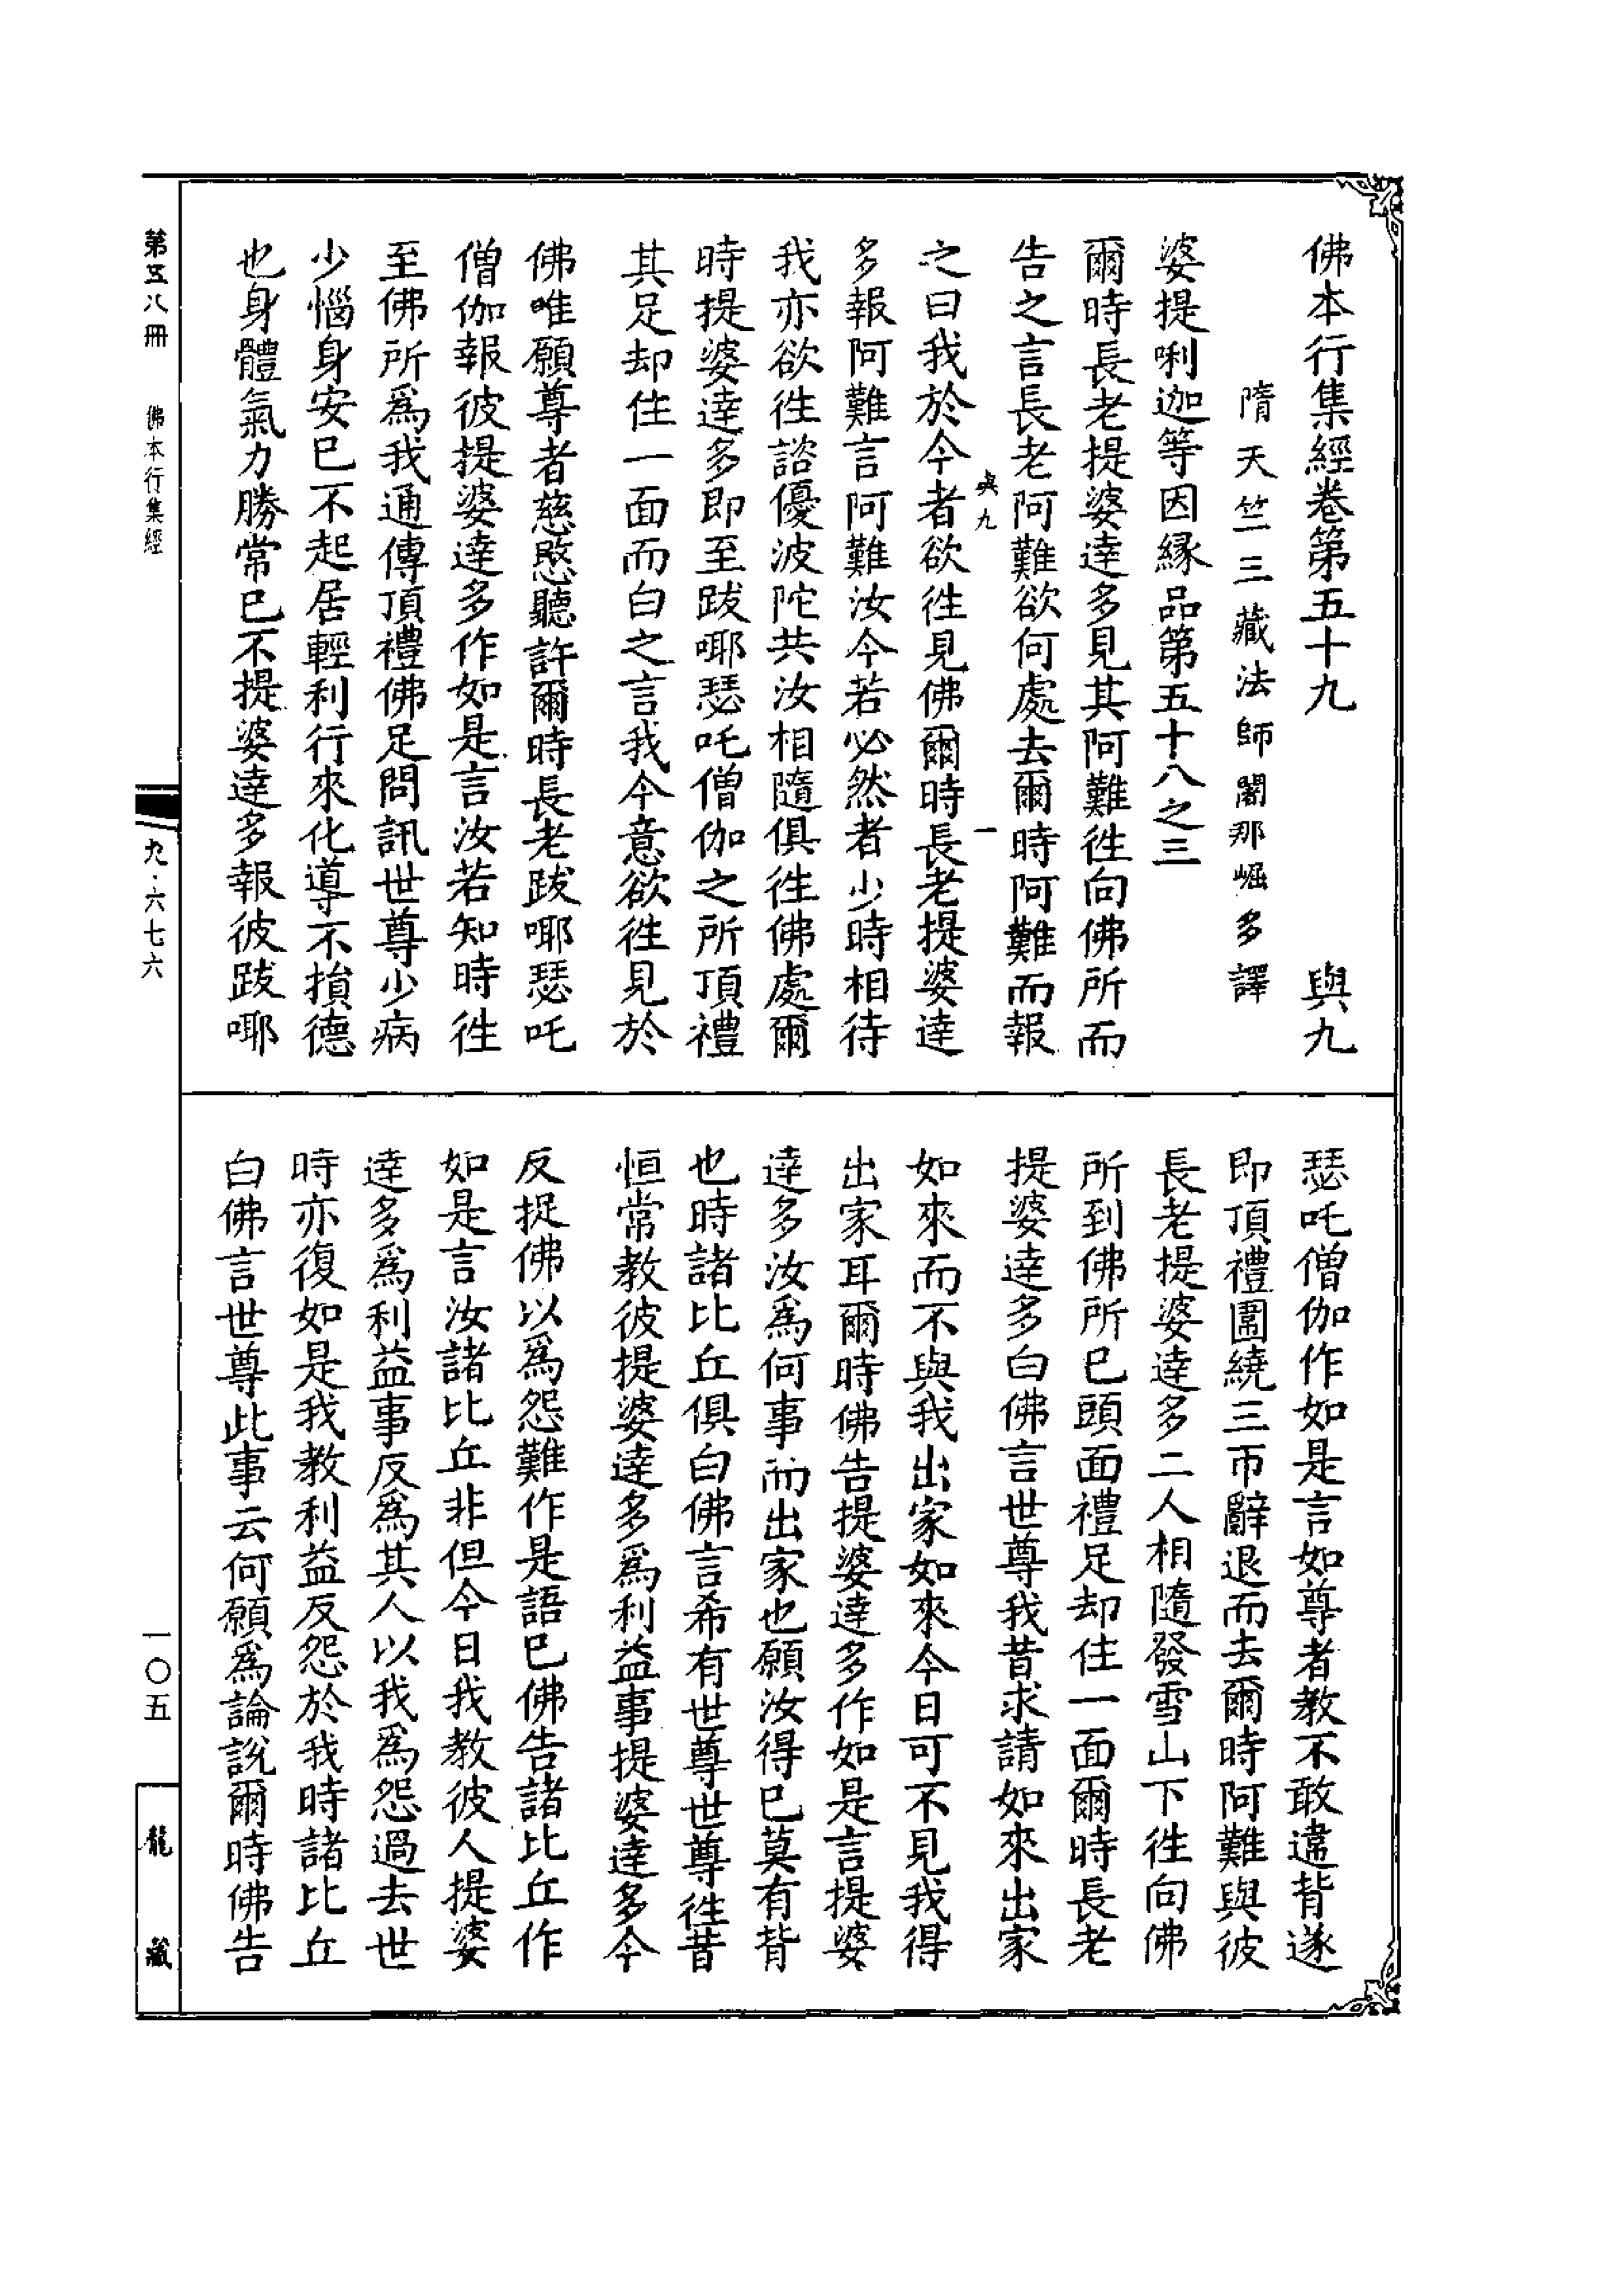 佛本行集經卷第五十九　與九
隋天竺三藏法師闍那崛多譯
婆提唎迦等因緣品第五十八之三
爾時長老提婆達多見其阿難徃向佛所而
告之言長老阿難欲何處去爾時阿難而報
與九　一
之曰我於今者欲徃見佛爾時長老提婆達
多報阿難言阿難汝今若必然者少時相待
我亦欲徃諮優波陀共汝相隨俱徃佛處爾
時提婆達多即至跋㖿瑟吒僧伽之所頂禮
其足却住一面而白之言我今意欲徃見於
佛唯願尊者慈愍聽許爾時長老跋㖿瑟吒
僧伽報彼提婆達多作如是言汝若知時徃
至佛所爲我通傳頂禮佛足問訊世尊少病
少惱身安已不起居輕利行來化導不損德
也身體氣力勝常已不提婆達多報彼跋㖿
瑟吒僧伽作如是言如尊者教不敢違背遂
即頂禮圍繞三帀辭退而去爾時阿難與彼
長老提婆達多二人相隨發雪山下徃向佛
所到佛所已頭面禮足却住一面爾時長老
提婆達多白佛言世尊我昔求請如來出家
如來而不與我出家如來今日可不見我得
出家耳爾時佛告提婆達多作如是言提婆
達多汝爲何事而出家也願汝得已莫有背
也時諸比丘俱白佛言希有世尊世尊徃昔
恒常教彼提婆達多爲利益事提婆達多今
反捉佛以爲怨難作是語已佛告諸比丘作
如是言汝諸比丘非但今日我教彼人提婆
達多爲利益事反爲其人以我爲怨過去世
時亦復如是我教利益反怨於我時諸比丘
白佛言世尊此事云何願爲論說爾時佛告
第五八冊　佛本行集經
九·六七六
一〇五
龍藏